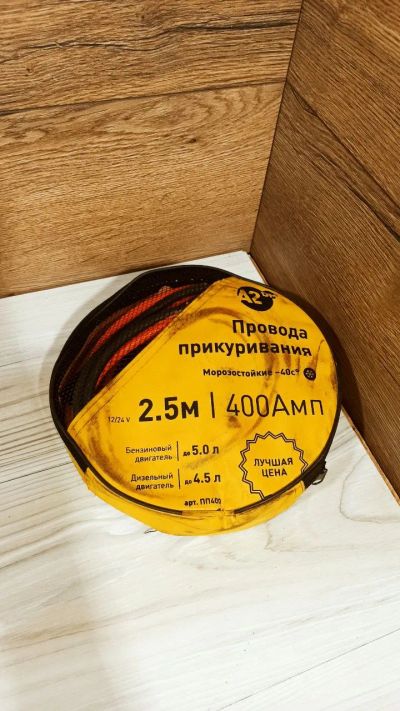 Провода
прикуривания
Морозостойкие -40с°
12/24 V 2.5м | 400Амп
Бензиновый
двигатель до 5.0 л
Дизельный
двигатель до 4.5 л
ЛУЧШАЯ
ЦЕНА
арт. ПП400